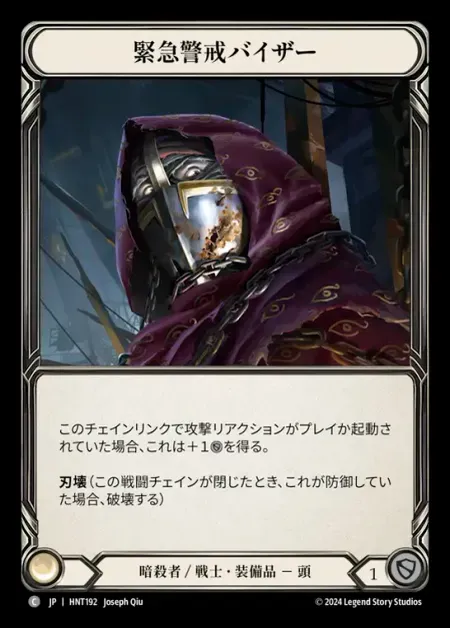 緊急警戒バイザー
このチェインリンクで攻撃リアクションがプレイか起動さ
れていた場合、これは+1を得る。
刃壊(この戦闘チェインが閉じたとき、これが防御してい
た場合、破壊する)
暗殺者 / 戦士・装備品 － 頭
1
C JP | HNT192 Joseph Qiu
© 2024 Legend Story Studios